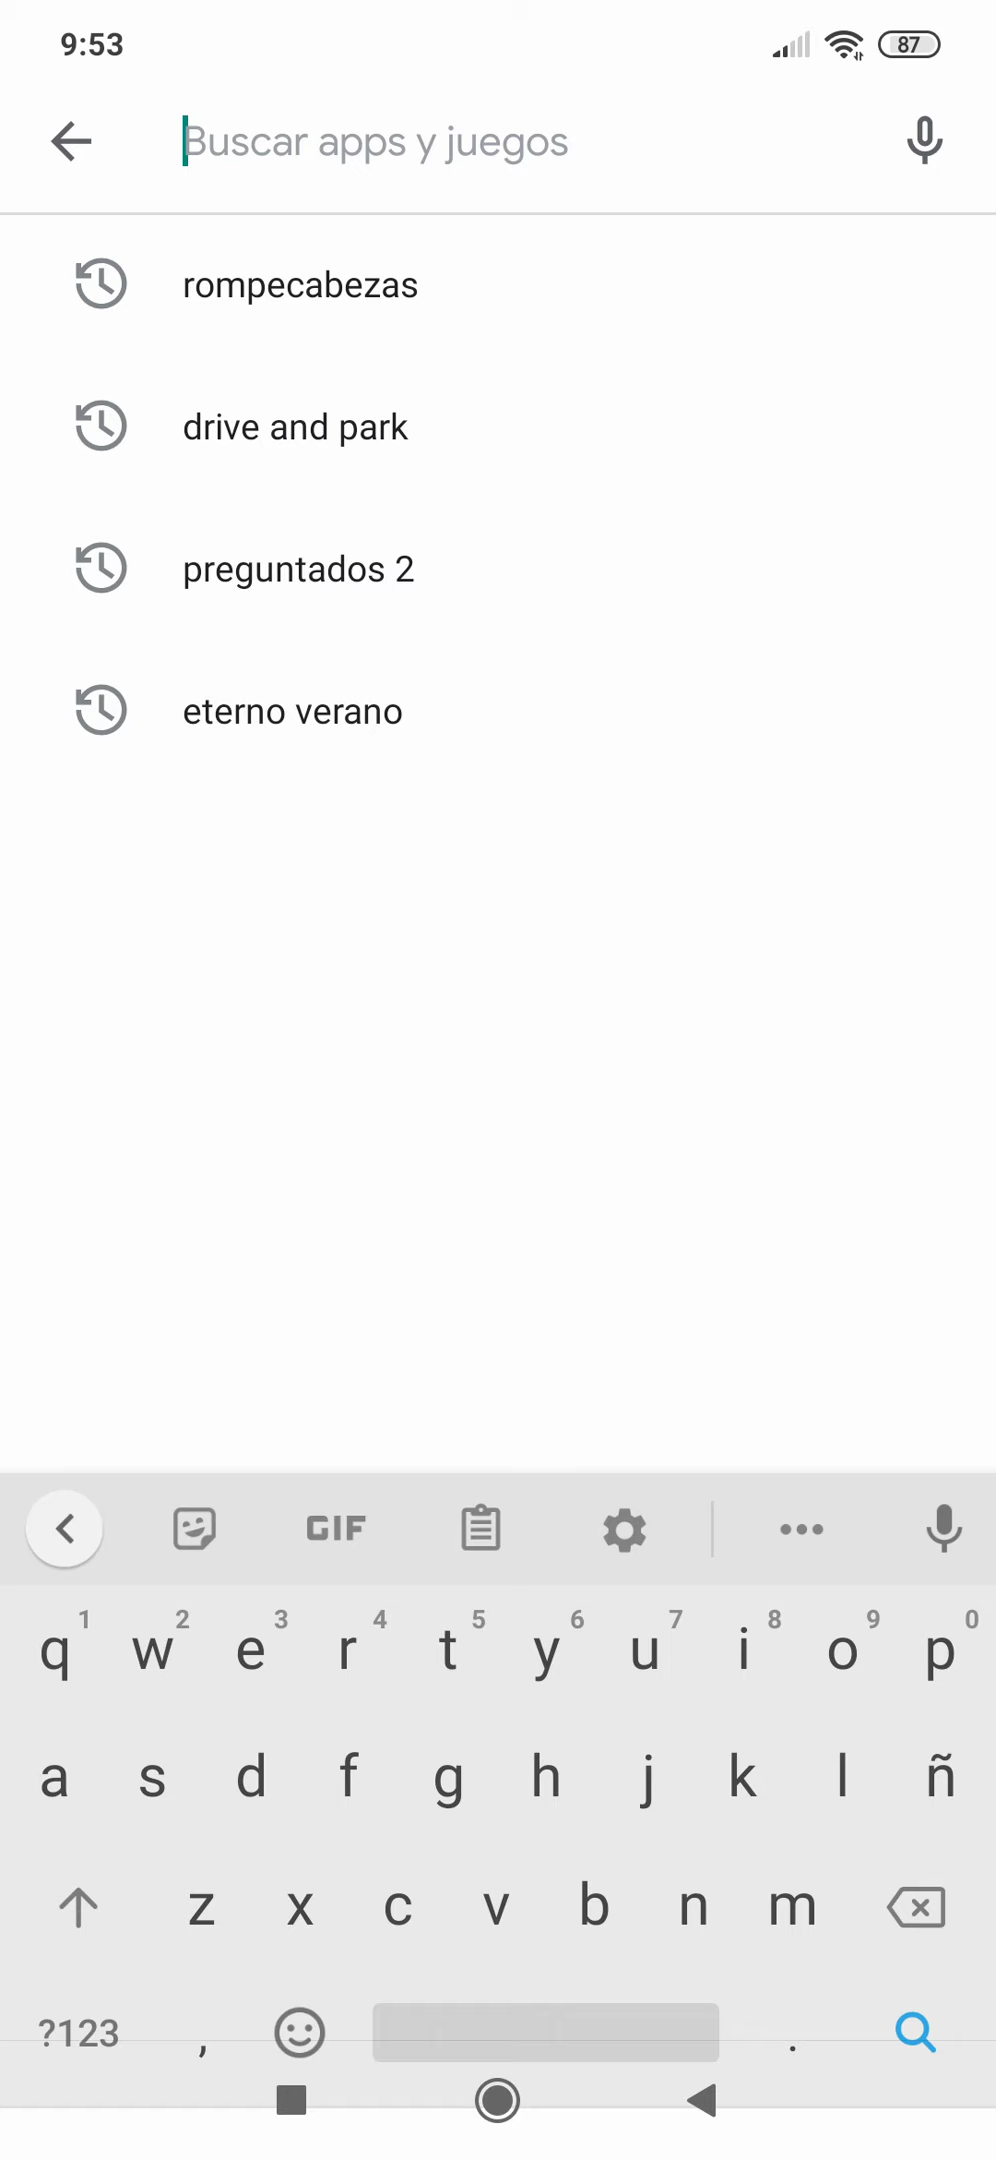 9:53
87
Buscar apps y juegos
rompecabezas
drive and park
preguntados 2
eterno verano
GIF
1 2 3 4 5 6 7 8 9 0
q w e r t y u i o p
a s d f g h j k l ñ
z x c v b n m
?123 , .